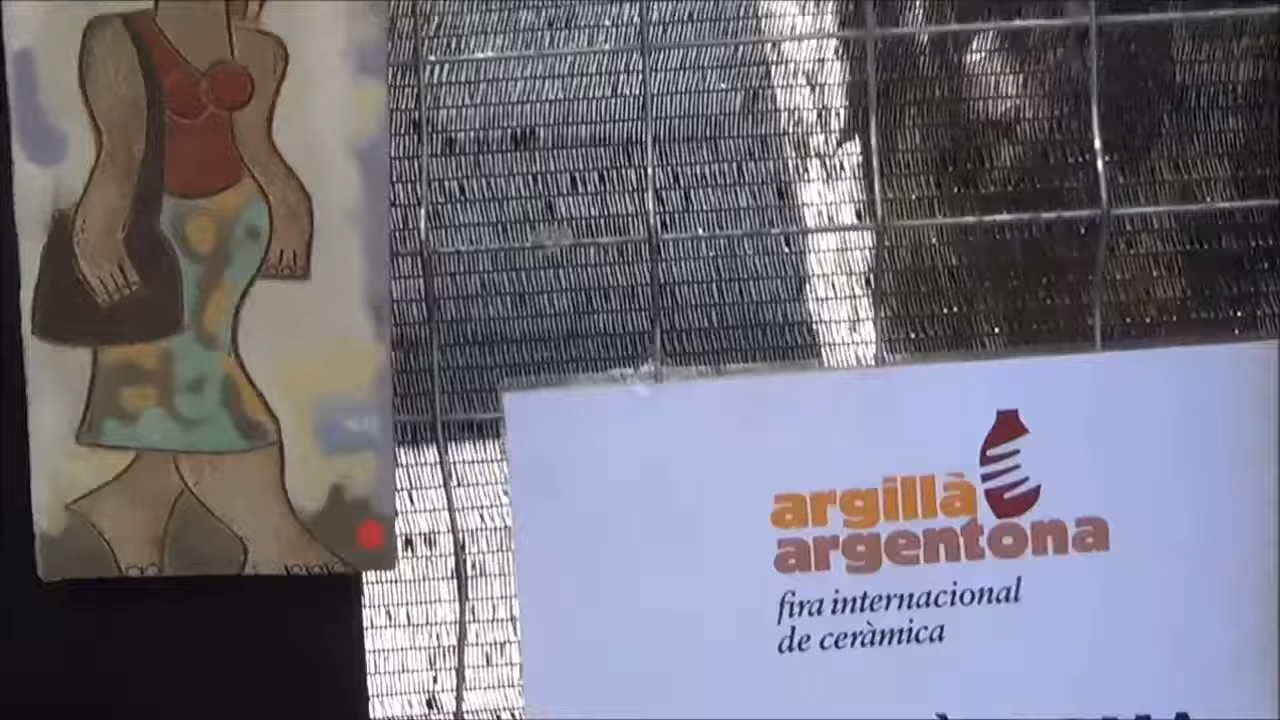 argillà
argentona
fira internacional
de ceràmica